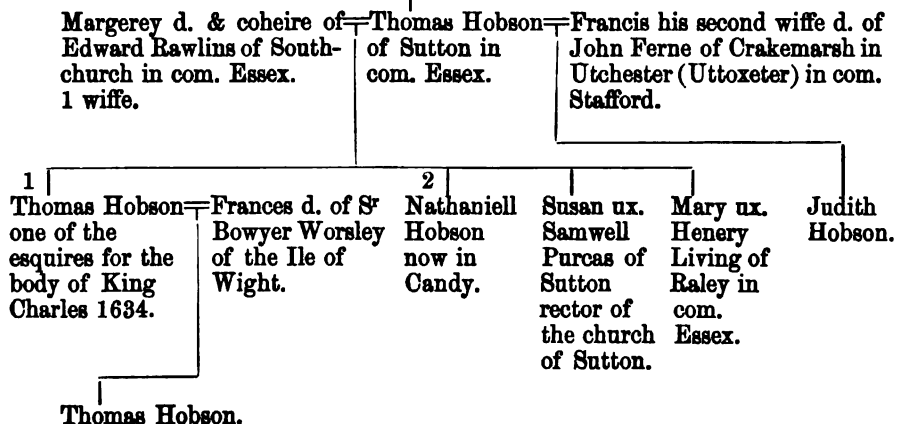 Margerey d. & coheire of
Edward Rawlins of South-
church in com. Essex.
1 wiffe.
Thomas Hobson
of Sutton in
com. Essex.
Francis his second wiffe d. of
John Ferne of Crakemarsh in
Utchester (Uttoxeter) in com.
Stafford.
1
Thomas Hobson
one of the
esquires for the
body of King
Charles 1634.
Frances d. of Sr
Bowyer Worsley
of the Ile of
Wight.
2
Nathaniell
Hobson
now in
Candy.
Susan ux.
Samwell
Purcas of
Sutton
rector of
the church
of Sutton.
Mary ux.
Henery
Living of
Raley in
com.
Essex.
Judith
Hobson.
Thomas Hobson.